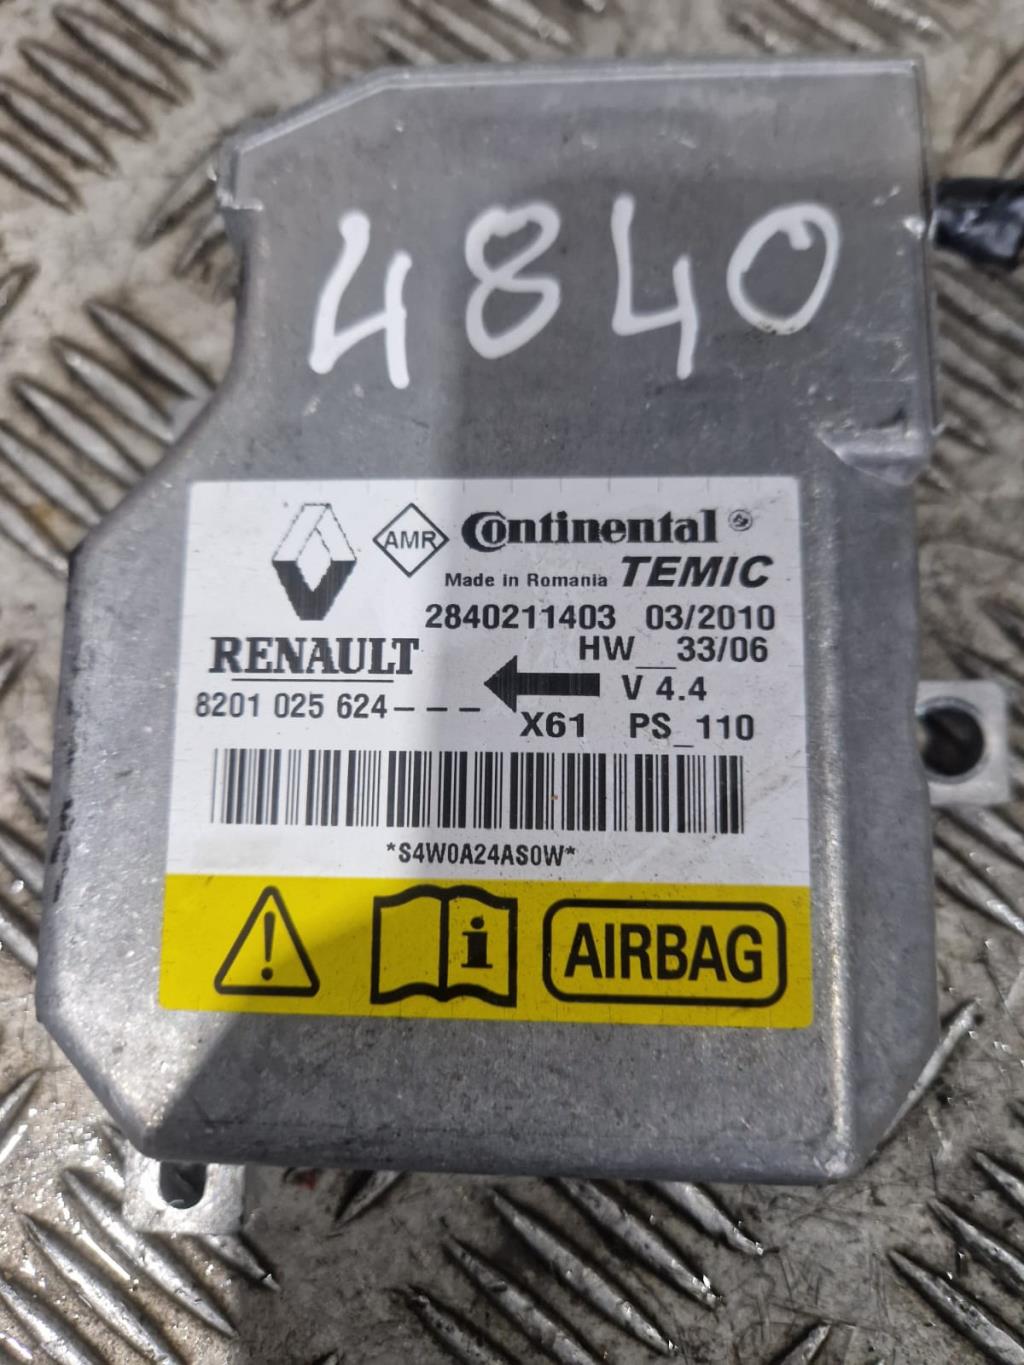 4840
AMR
Continental
Made in Romania TEMIC
2840211403 03/2010
RENAULT
HW__33/06
8201 025 624---
V 4.4
X61 PS_110
*S4W0A24AS0W*
AIRBAG